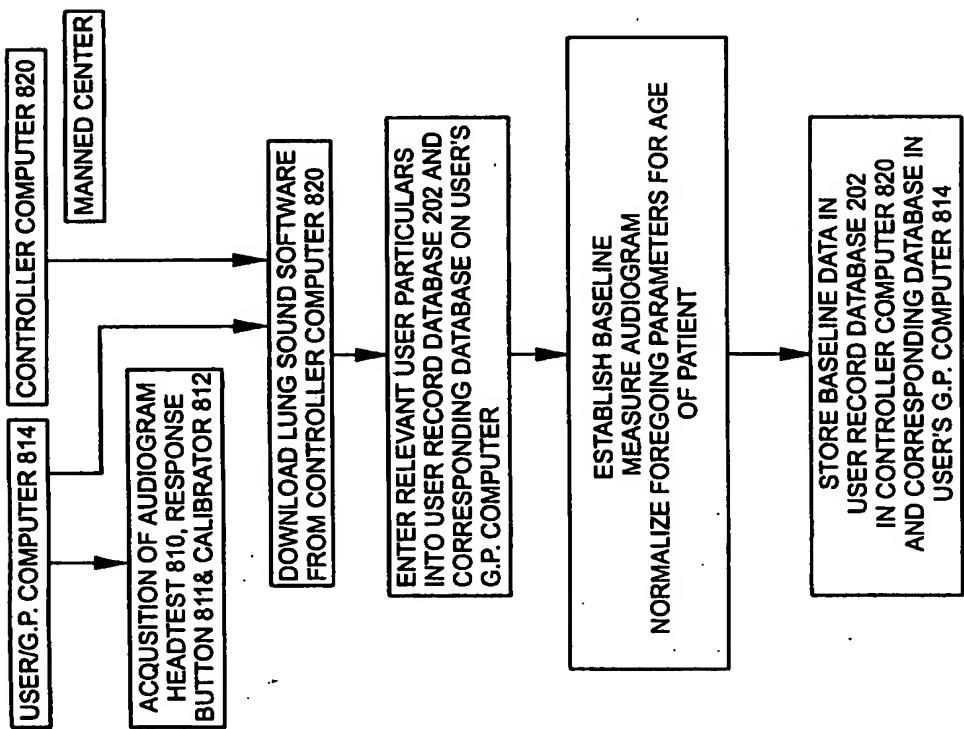 USER/G.P. COMPUTER 814
CONTROLLER COMPUTER 820
MANNED CENTER
ACQUSITION OF AUDIOGRAM
HEADTEST 810, RESPONSE
BUTTON 811& CALIBRATOR 812
DOWNLOAD LUNG SOUND SOFTWARE
FROM CONTROLLER COMPUTER 820
ENTER RELEVANT USER PARTICULARS
INTO USER RECORD DATABASE 202 AND
CORRESPONDING DATABASE ON USER'S
G.P. COMPUTER
ESTABLISH BASELINE
MEASURE AUDIOGRAM
NORMALIZE FOREGOING PARAMETERS FOR AGE
OF PATIENT
STORE BASELINE DATA IN
USER RECORD DATABASE 202
IN CONTROLLER COMPUTER 820
AND CORRESPONDING DATABASE IN
USER'S G.P. COMPUTER 814